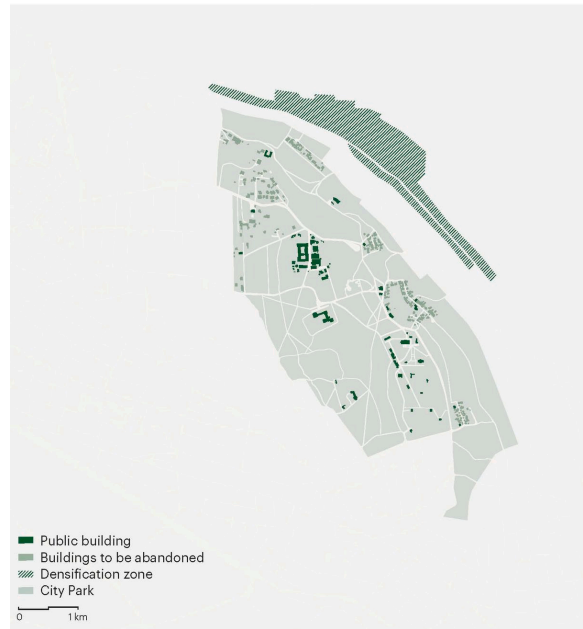 Public building
Buildings to be abandoned
Densification zone
City Park
0 1 km